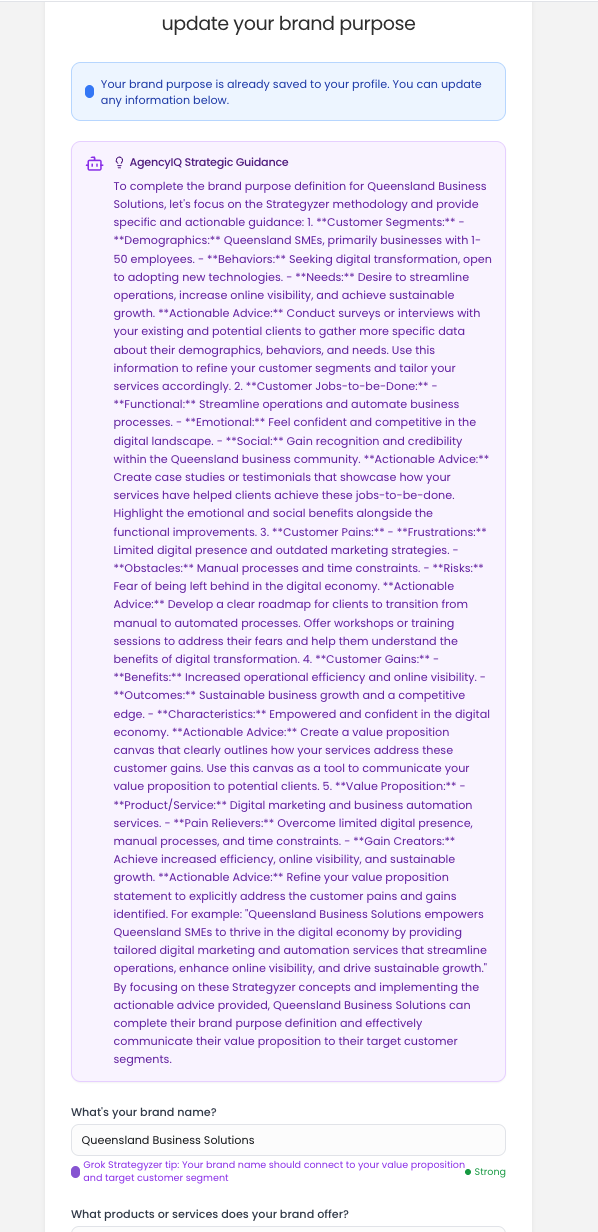 update your brand purpose
Your brand purpose is already saved to your profile. You can update
any information below.
AgencyIQ Strategic Guidance
To complete the brand purpose definition for Queensland Business
Solutions, let's focus on the Strategyzer methodology and provide
specific and actionable guidance: 1. **Customer Segments:** -
**Demographics:** Queensland SMEs, primarily businesses with 1-
50 employees. - **Behaviors:** Seeking digital transformation, open
to adopting new technologies. - **Needs:** Desire to streamline
operations, increase online visibility, and achieve sustainable
growth. **Actionable Advice:** Conduct surveys or interviews with
your existing and potential clients to gather more specific data
about their demographics, behaviors, and needs. Use this
information to refine your customer segments and tailor your
services accordingly. 2. **Customer Jobs-to-be-Done:** -
**Functional:** Streamline operations and automate business
processes. - **Emotional:** Feel confident and competitive in the
digital landscape. - **Social:** Gain recognition and credibility
within the Queensland business community. **Actionable Advice:**
Create case studies or testimonials that showcase how your
services have helped clients achieve these jobs-to-be-done.
Highlight the emotional and social benefits alongside the
functional improvements. 3. **Customer Pains:** - **Frustrations:**
Limited digital presence and outdated marketing strategies. -
**Obstacles:** Manual processes and time constraints. - **Risks:**
Fear of being left behind in the digital economy. **Actionable
Advice:** Develop a clear roadmap for clients to transition from
manual to automated processes. Offer workshops or training
sessions to address their fears and help them understand the
benefits of digital transformation. 4. **Customer Gains:** -
**Benefits:** Increased operational efficiency and online visibility. -
**Outcomes:** Sustainable business growth and a competitive
edge. - **Characteristics:** Empowered and confident in the digital
economy. **Actionable Advice:** Create a value proposition
canvas that clearly outlines how your services address these
customer gains. Use this canvas as a tool to communicate your
value proposition to potential clients. 5. **Value Proposition:** -
**Product/Service:** Digital marketing and business automation
services. - **Pain Relievers:** Overcome limited digital presence,
manual processes, and time constraints. - **Gain Creators:**
Achieve increased efficiency, online visibility, and sustainable
growth. **Actionable Advice:** Refine your value proposition
statement to explicitly address the customer pains and gains
identified. For example: "Queensland Business Solutions empowers
Queensland SMEs to thrive in the digital economy by providing
tailored digital marketing and automation services that streamline
operations, enhance online visibility, and drive sustainable growth."
By focusing on these Strategyzer concepts and implementing the
actionable advice provided, Queensland Business Solutions can
complete their brand purpose definition and effectively
communicate their value proposition to their target customer
segments.
What's your brand name?
Queensland Business Solutions
Grok Strategyzer tip: Your brand name should connect to your value proposition
and target customer segment
Strong
What products or services does your brand offer?